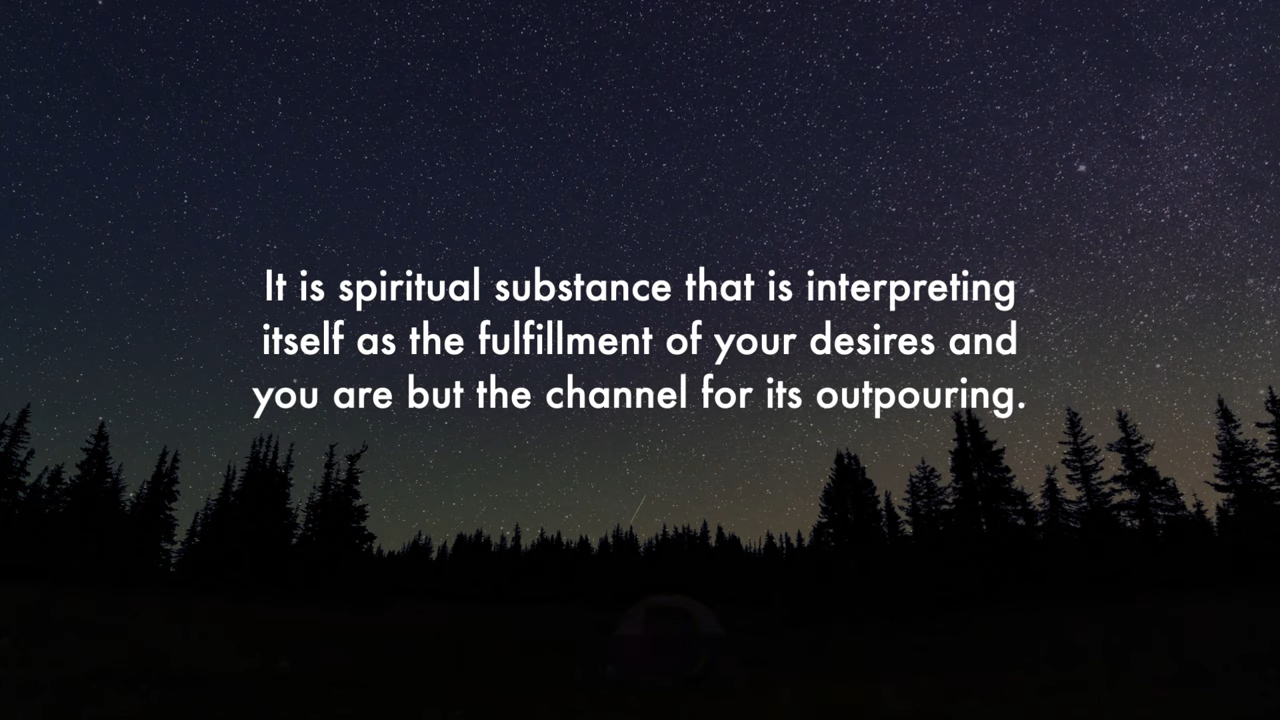 It is spiritual substance that is interpreting
itself as the fulfillment of your desires and
you are but the channel for its outpouring.